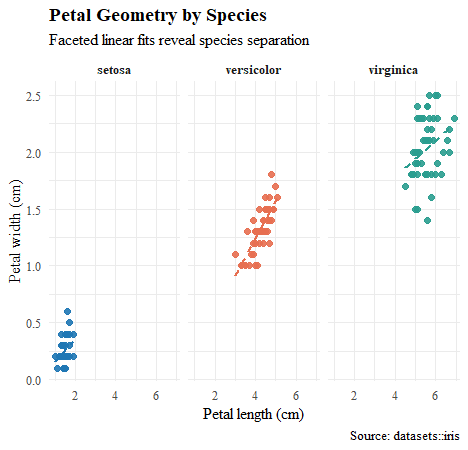 Petal Geometry by Species
Faceted linear fits reveal species separation
setosa versicolor virginica
Petal width (cm)
2.5
2.0
1.5
1.0
0.5
0.0
2 4 6 2 4 6 2 4 6
Petal length (cm)
Source: datasets::iris